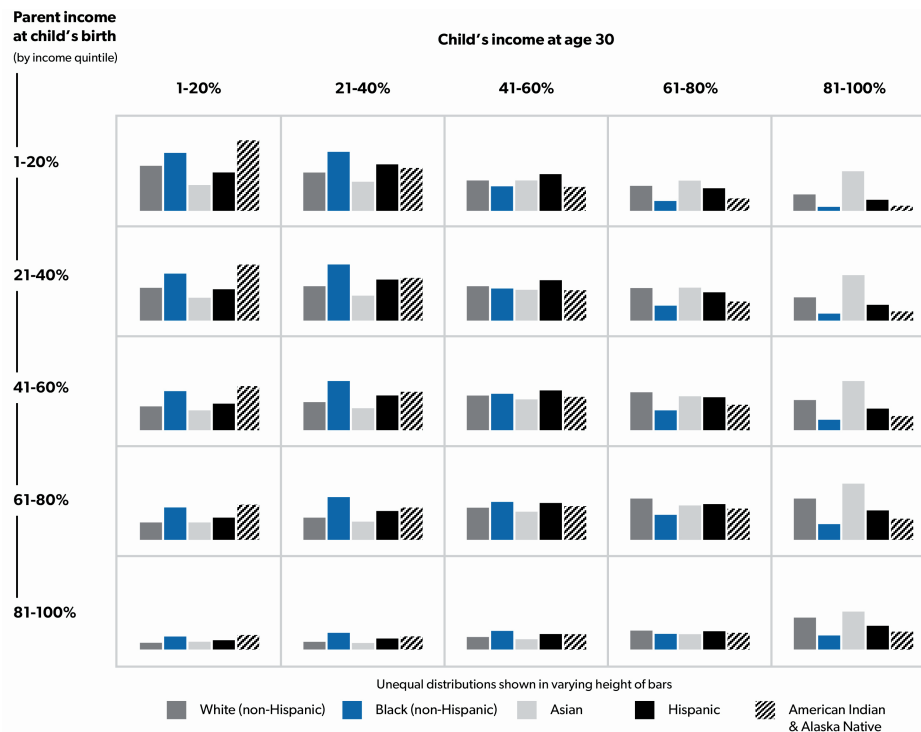 Parent income
at child's birth
(by income quintile)
Child's income at age 30
1-20%
21-40%
41-60%
61-80%
81-100%
1-20%
21-40%
41-60%
61-80%
81-100%
Unequal distributions shown in varying height of bars
White (non-Hispanic)
Black (non-Hispanic)
Asian
Hispanic
American Indian
& Alaska Native